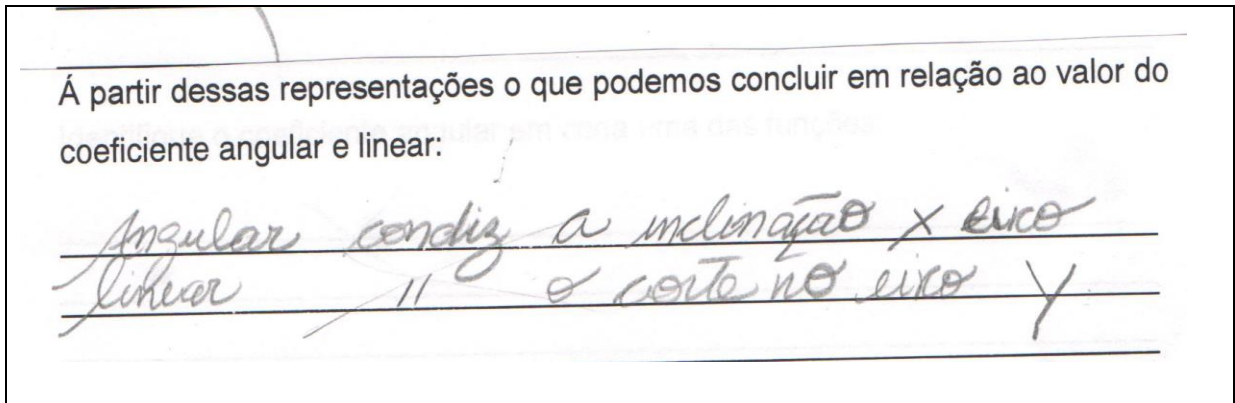 Á partir dessas representações o que podemos concluir em relação ao valor do
coeficiente angular e linear:
Angular condiz a inclinação x eixo
linear " o corte no eixo y